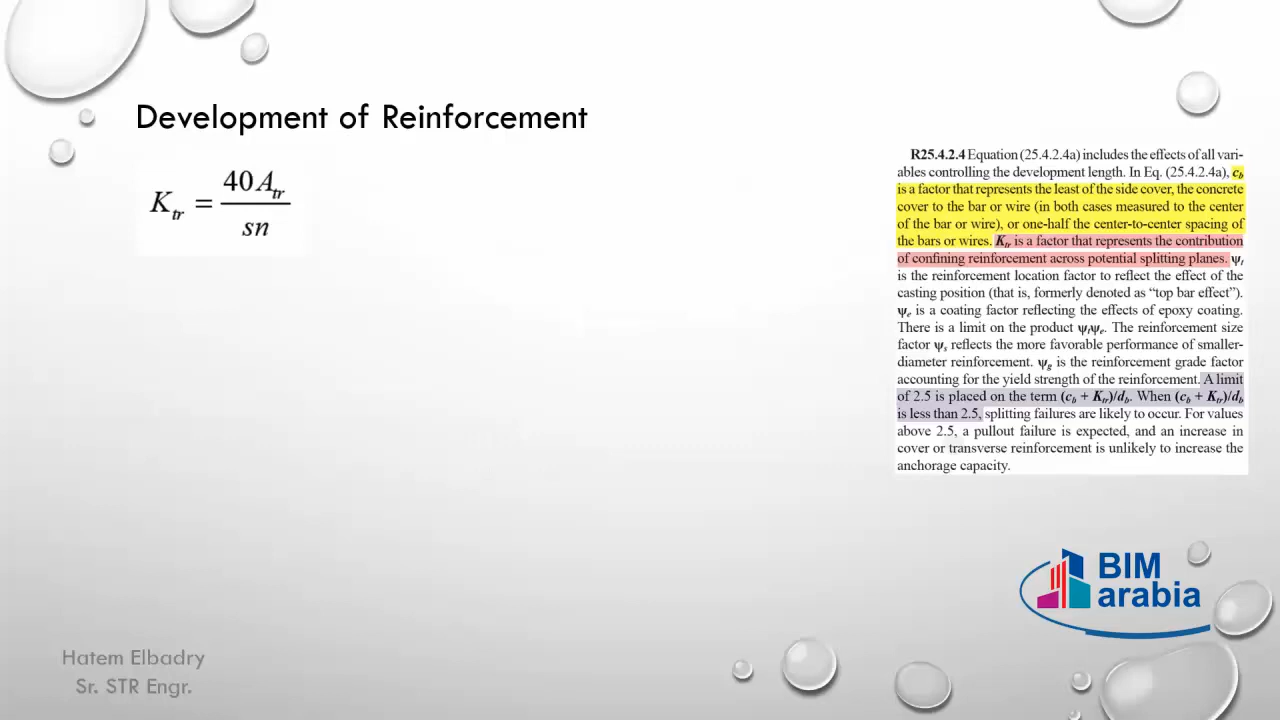 Development of Reinforcement
K_tr = 40 A_tr / sn
R25.4.2.4 Equation (25.4.2.4a) includes the effects of all vari-
ables controlling the development length. In Eq. (25.4.2.4a), c_b
is a factor that represents the least of the side cover, the concrete
cover to the bar or wire (in both cases measured to the center
of the bar or wire), or one-half the center-to-center spacing of
the bars or wires. K_tr is a factor that represents the contribution
of confining reinforcement across potential splitting planes. ψ_t
is the reinforcement location factor to reflect the effect of the
casting position (that is, formerly denoted as “top bar effect”).
ψ_e is a coating factor reflecting the effects of epoxy coating.
There is a limit on the product ψ_tψ_e. The reinforcement size
factor ψ_s reflects the more favorable performance of smaller-
diameter reinforcement. ψ_g is the reinforcement grade factor
accounting for the yield strength of the reinforcement. A limit
of 2.5 is placed on the term (c_b + K_tr)/d_b. When (c_b + K_tr)/d_b
is less than 2.5, splitting failures are likely to occur. For values
above 2.5, a pullout failure is expected, and an increase in
cover or transverse reinforcement is unlikely to increase the
anchorage capacity.
BIM
arabia
Hatem Elbadry
Sr. STR Engr.